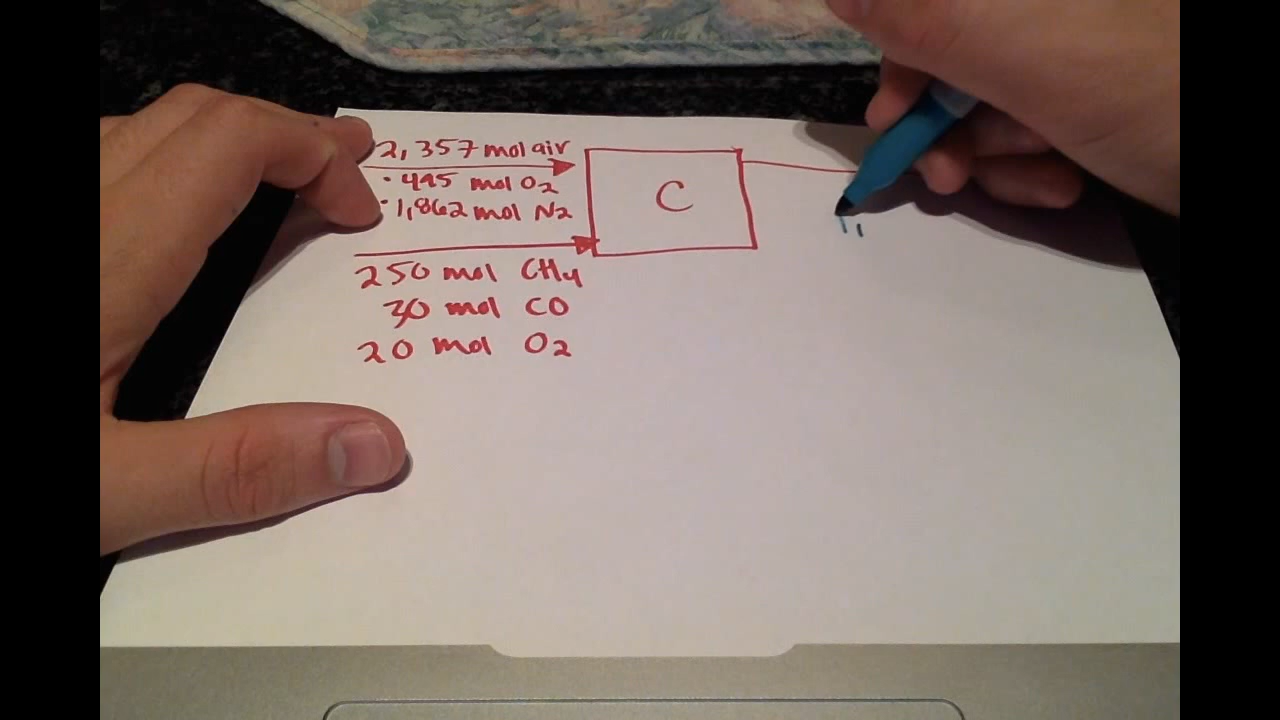 2,357 mol air
· 495 mol O2
· 1,862 mol N2
C
250 mol CH4
30 mol CO
20 mol O2